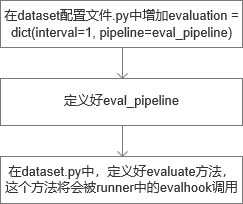 在dataset配置文件.py中增加evaluation =
dict(interval=1, pipeline=eval_pipeline)
定义好eval_pipeline
在dataset.py中，定义好evaluate方法，
这个方法将会被runner中的evalhook调用